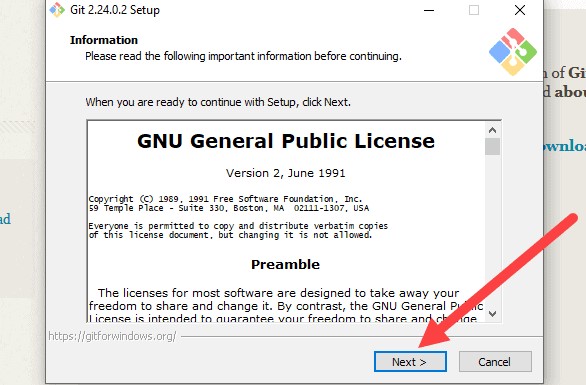 Git 2.24.0.2 Setup
Information
Please read the following important information before continuing.
When you are ready to continue with Setup, click Next.
GNU General Public License
Version 2, June 1991
Copyright (C) 1989, 1991 Free Software Foundation, Inc.
59 Temple Place - Suite 330, Boston, MA  02111-1307, USA
Everyone is permitted to copy and distribute verbatim copies
of this license document, but changing it is not allowed.
Preamble
The licenses for most software are designed to take away your
freedom to share and change it. By contrast, the GNU General Public
License is intended to guarantee your freedom to share and change
https://gitforwindows.org/
Next >
Cancel
of Git
abou
ownloa
ad